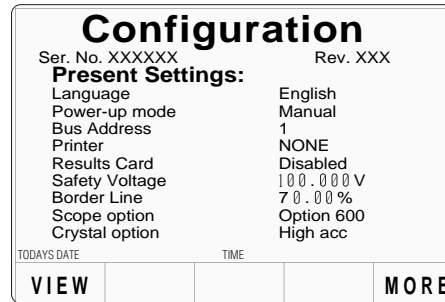 Configuration
Ser. No. XXXXXX Rev. XXX
Present Settings:
Language English
Power-up mode Manual
Bus Address 1
Printer NONE
Results Card Disabled
Safety Voltage 100.000 V
Border Line 70.00 %
Scope option Option 600
Crystal option High acc
TODAYS DATE TIME
VIEW MORE